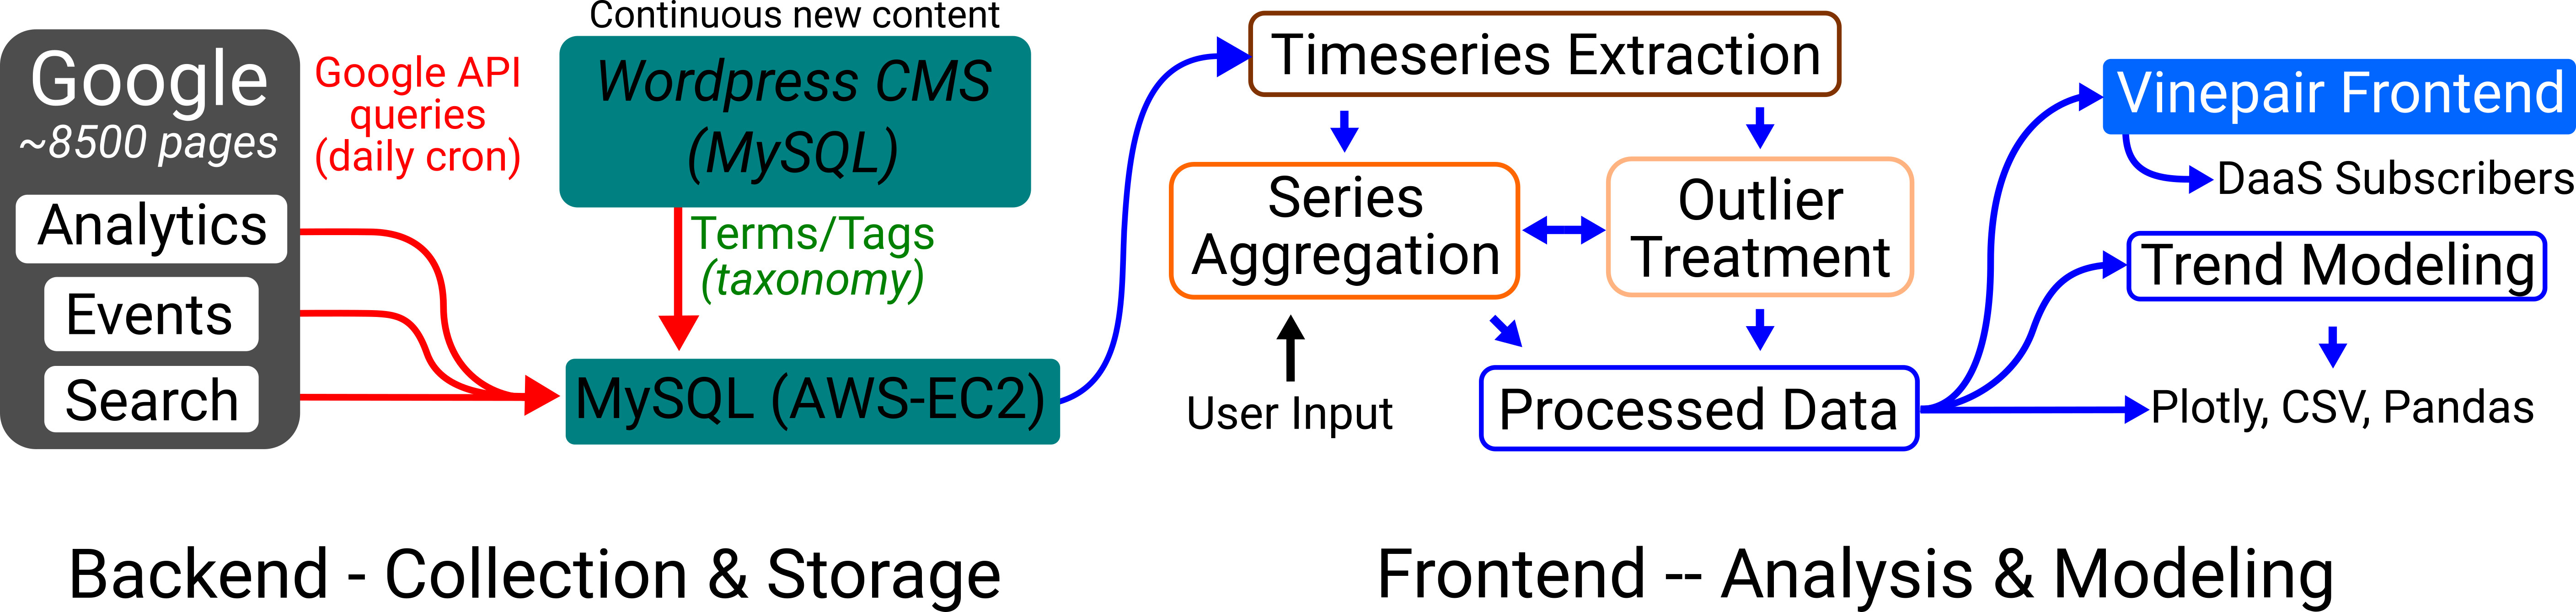 Google
~8500 pages
Analytics
Events
Search
Google API
queries
(daily cron)
Continuous new content
Wordpress CMS
(MySQL)
Terms/Tags
(taxonomy)
MySQL (AWS-EC2)
Timeseries Extraction
Series
Aggregation
Outlier
Treatment
User Input
Processed Data
Vinepair Frontend
DaaS Subscribers
Trend Modeling
Plotly, CSV, Pandas
Backend - Collection & Storage
Frontend -- Analysis & Modeling